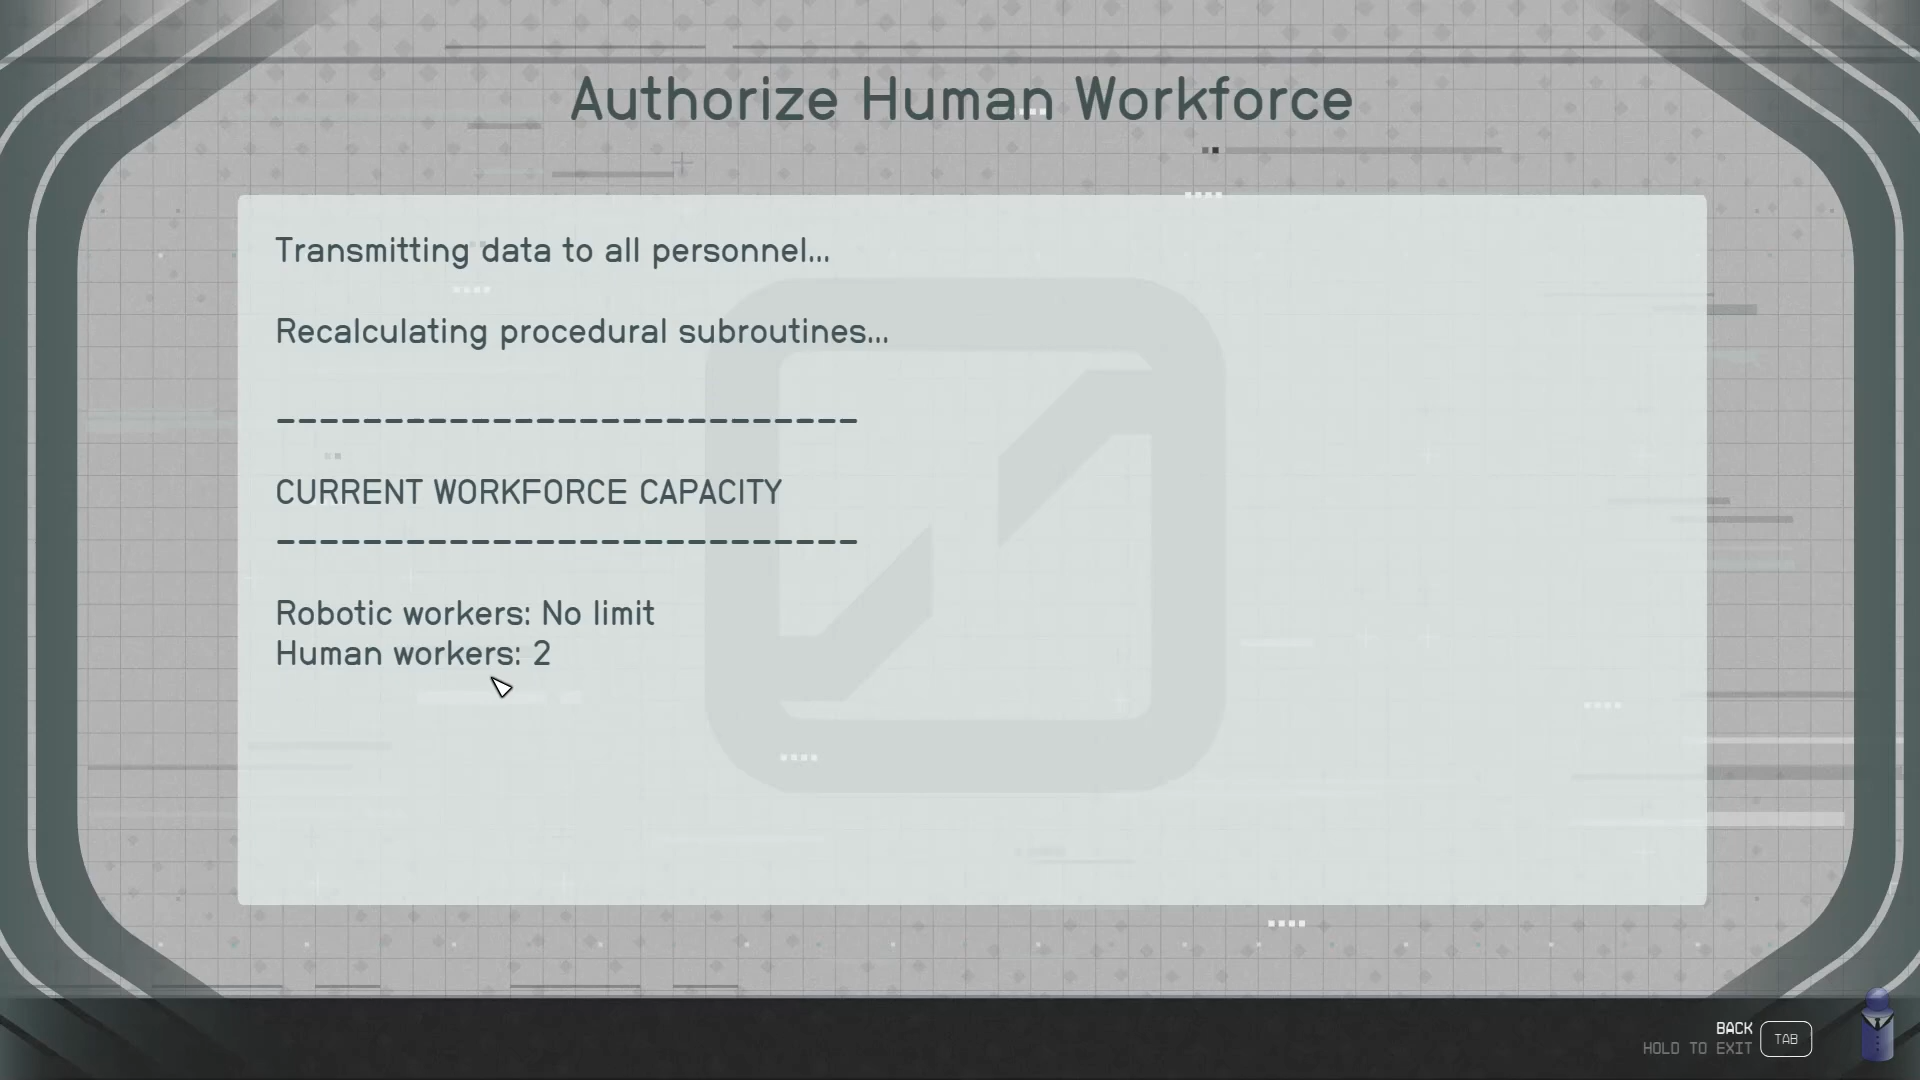 Authorize Human Workforce
Transmitting data to all personnel...
Recalculating procedural subroutines...
---------------------------
CURRENT WORKFORCE CAPACITY
---------------------------
Robotic workers: No limit
Human workers: 2
BACK
HOLD TO EXIT
TAB